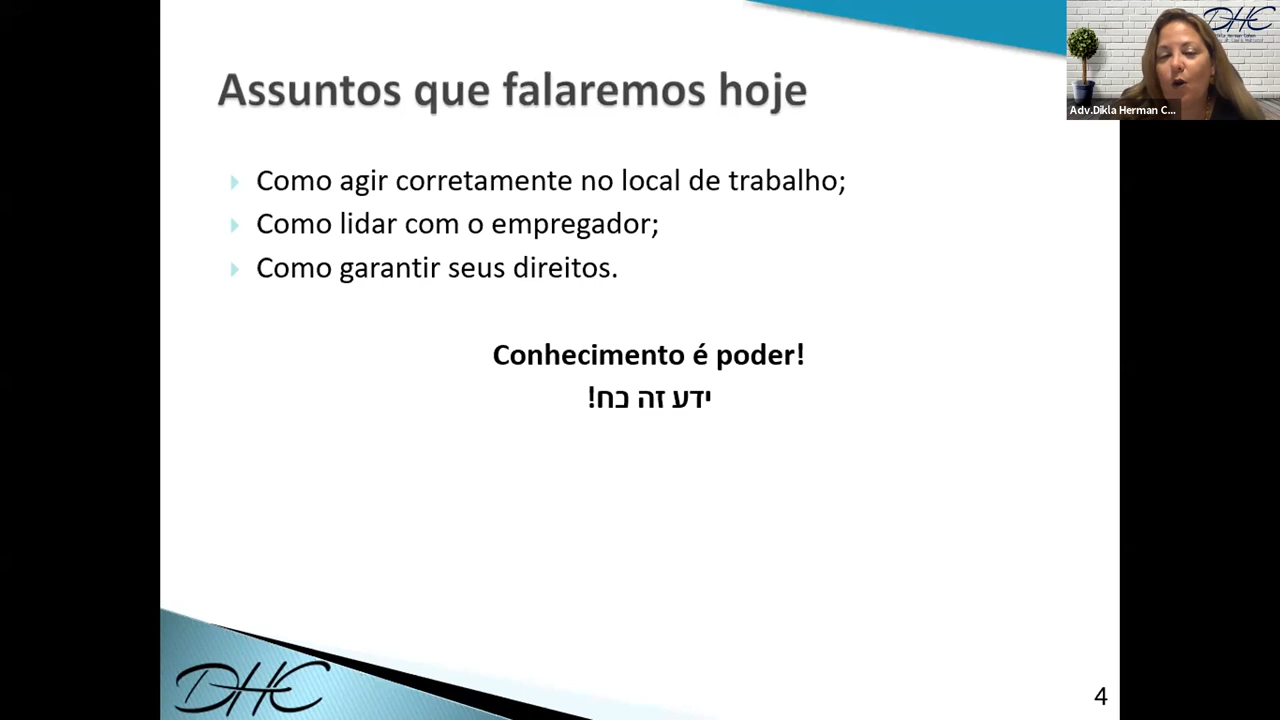 Assuntos que falaremos hoje
Como agir corretamente no local de trabalho;
Como lidar com o empregador;
Como garantir seus direitos.
Conhecimento é poder!
ידע זה כח!
DHC
4
DHC
Adv.Dikla Herman C...